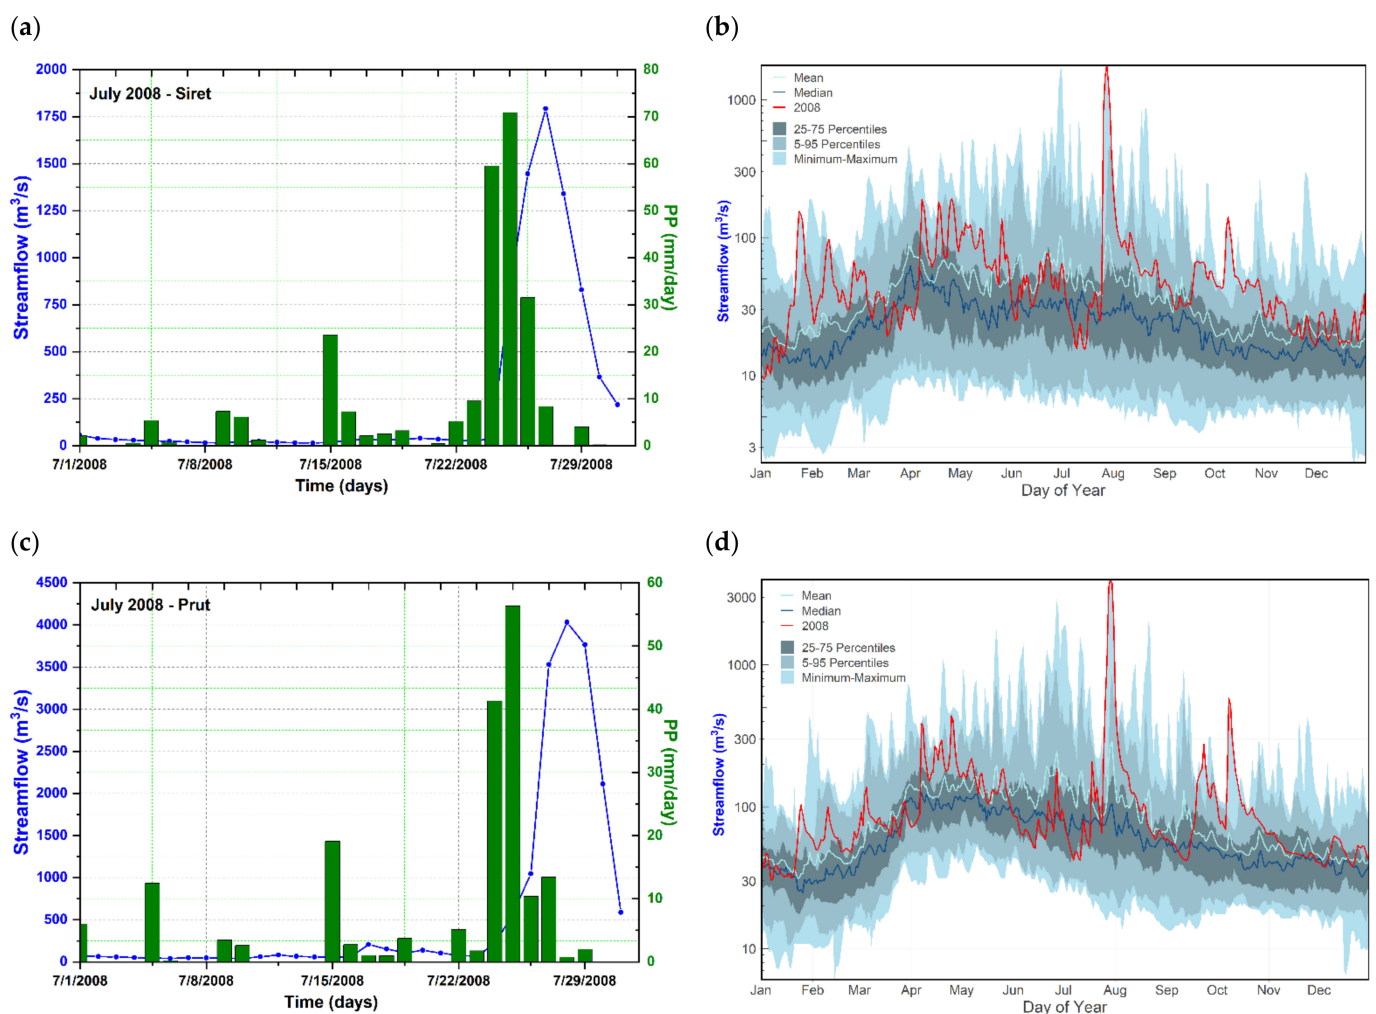 (a)
July 2008 - Siret
Streamflow (m³/s)
2000
1750
1500
1250
1000
750
500
250
0
PP (mm/day)
80
70
60
50
40
30
20
10
0
7/1/2008 7/8/2008 7/15/2008 7/22/2008 7/29/2008
Time (days)
(b)
Mean
Median
2008
25-75 Percentiles
5-95 Percentiles
Minimum-Maximum
Streamflow (m³/s)
1000
300
100
30
10
3
Jan Feb Mar Apr May Jun Jul Aug Sep Oct Nov Dec
Day of Year
(c)
July 2008 - Prut
Streamflow (m³/s)
4500
4000
3500
3000
2500
2000
1500
1000
500
0
PP (mm/day)
60
50
40
30
20
10
0
7/1/2008 7/8/2008 7/15/2008 7/22/2008 7/29/2008
Time (days)
(d)
Mean
Median
2008
25-75 Percentiles
5-95 Percentiles
Minimum-Maximum
Streamflow (m³/s)
3000
1000
300
100
30
10
Jan Feb Mar Apr May Jun Jul Aug Sep Oct Nov Dec
Day of Year